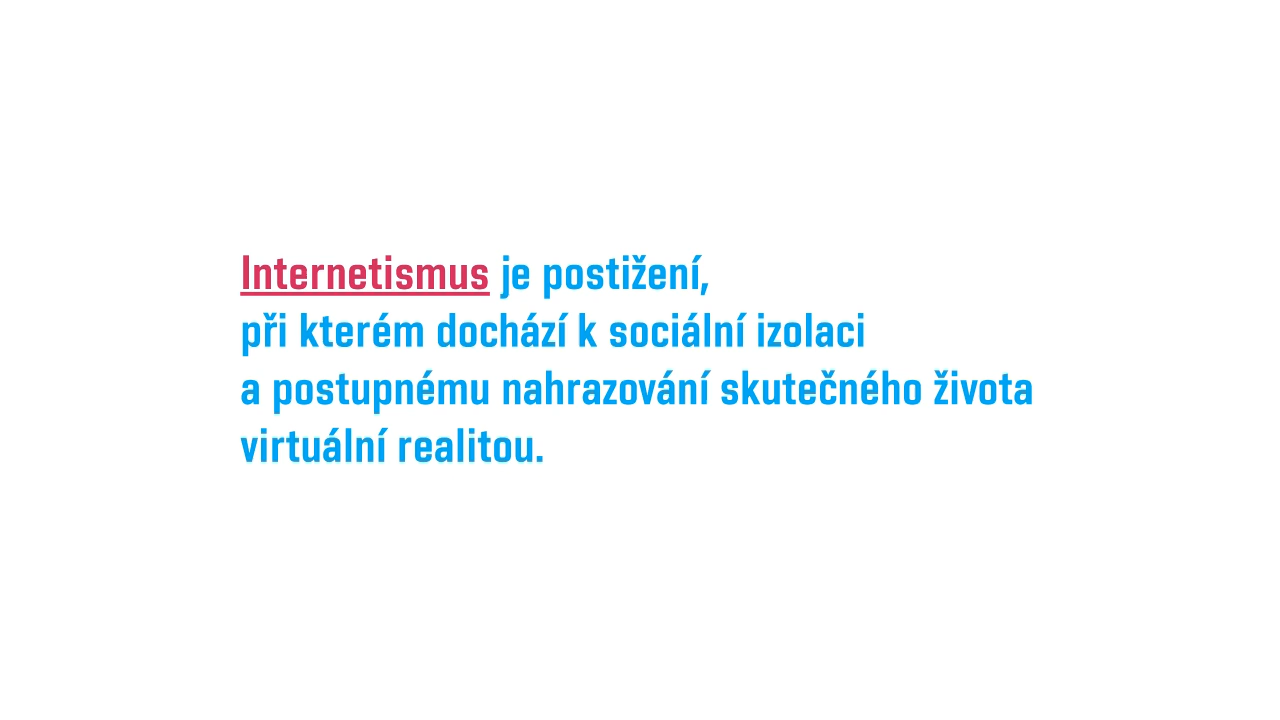 Internetismus je postižení,
při kterém dochází k sociální izolaci
a postupnému nahrazování skutečného života
virtuální realitou.